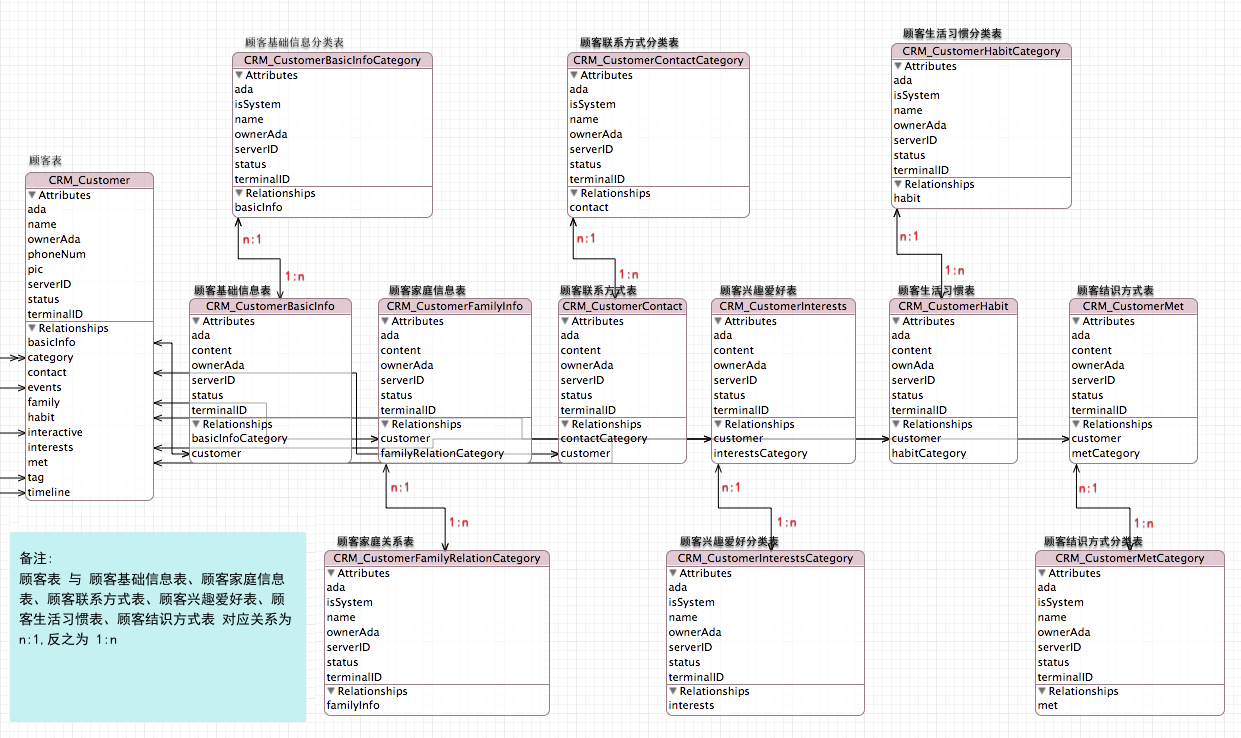 顾客基础信息分类表
CRM_CustomerBasicInfoCategory
Attributes
ada
isSystem
name
ownerAda
serverID
status
terminalID
Relationships
basicInfo
顾客联系方式分类表
CRM_CustomerContactCategory
Attributes
ada
isSystem
name
ownerAda
serverID
status
terminalID
Relationships
contact
顾客生活习惯分类表
CRM_CustomerHabitCategory
Attributes
ada
isSystem
name
ownerAda
serverID
status
terminalID
Relationships
habit
顾客表
CRM_Customer
Attributes
ada
name
ownerAda
phoneNum
pic
serverID
status
terminalID
Relationships
basicInfo
category
contact
events
family
habit
interactive
interests
met
tag
timeline
n:1
1:n
n:1
1:n
n:1
1:n
顾客基础信息表
CRM_CustomerBasicInfo
Attributes
ada
content
ownerAda
serverID
status
terminalID
Relationships
basicInfoCategory
customer
顾客家庭信息表
CRM_CustomerFamilyInfo
Attributes
ada
content
ownerAda
serverID
status
terminalID
Relationships
customer
familyRelationCategory
顾客联系方式表
CRM_CustomerContact
Attributes
ada
content
ownerAda
serverID
status
terminalID
Relationships
contactCategory
customer
顾客兴趣爱好表
CRM_CustomerInterests
Attributes
ada
content
ownerAda
serverID
status
terminalID
Relationships
customer
interestsCategory
顾客生活习惯表
CRM_CustomerHabit
Attributes
ada
content
ownAda
serverID
status
terminalID
Relationships
customer
habitCategory
顾客结识方式表
CRM_CustomerMet
Attributes
ada
content
ownerAda
serverID
status
terminalID
Relationships
customer
metCategory
n:1
1:n
n:1
1:n
n:1
1:n
备注:
顾客表 与 顾客基础信息表、顾客家庭信息
表、顾客联系方式表、顾客兴趣爱好表、顾
客生活习惯表、顾客结识方式表 对应关系为
n:1,反之为 1:n
顾客家庭关系表
CRM_CustomerFamilyRelationCategory
Attributes
ada
isSystem
name
ownerAda
serverID
status
terminalID
Relationships
familyInfo
顾客兴趣爱好分类表
CRM_CustomerInterestsCategory
Attributes
ada
isSystem
name
ownerAda
serverID
status
terminalID
Relationships
interests
顾客结识方式分类表
CRM_CustomerMetCategory
Attributes
ada
isSystem
name
ownerAda
serverID
status
terminalID
Relationships
met